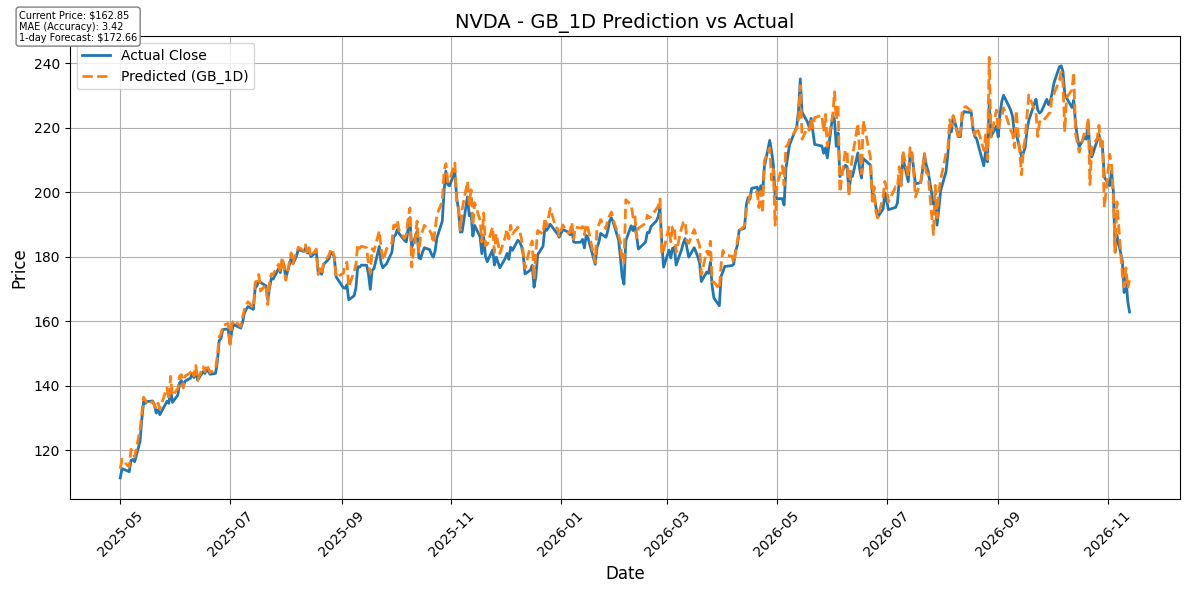 Current Price: $162.85
MAE (Accuracy): 3.42
1-day Forecast: $172.66
NVDA - GB_1D Prediction vs Actual
Actual Close
Predicted (GB_1D)
Price
240
220
200
180
160
140
120
2025-05
2025-07
2025-09
2025-11
2026-01
2026-03
2026-05
2026-07
2026-09
2026-11
Date